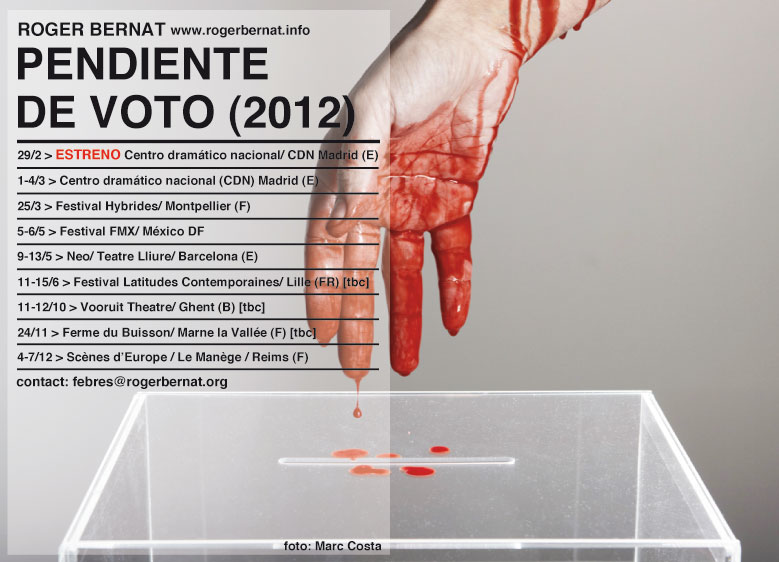 ROGER BERNAT www.rogerbernat.info
PENDIENTE
DE VOTO (2012)
29/2 > ESTRENO Centro dramático nacional/ CDN Madrid (E)
1-4/3 > Centro dramático nacional (CDN) Madrid (E)
25/3 > Festival Hybrides/ Montpellier (F)
5-6/5 > Festival FMX/ México DF
9-13/5 > Neo/ Teatre Lliure/ Barcelona (E)
11-15/6 > Festival Latitudes Contemporaines/ Lille (FR) [tbc]
11-12/10 > Vooruit Theatre/ Ghent (B) [tbc]
24/11 > Ferme du Buisson/ Marne la Vallée (F) [tbc]
4-7/12 > Scènes d'Europe / Le Manège / Reims (F)
contact: febres@rogerbernat.org
foto: Marc Costa